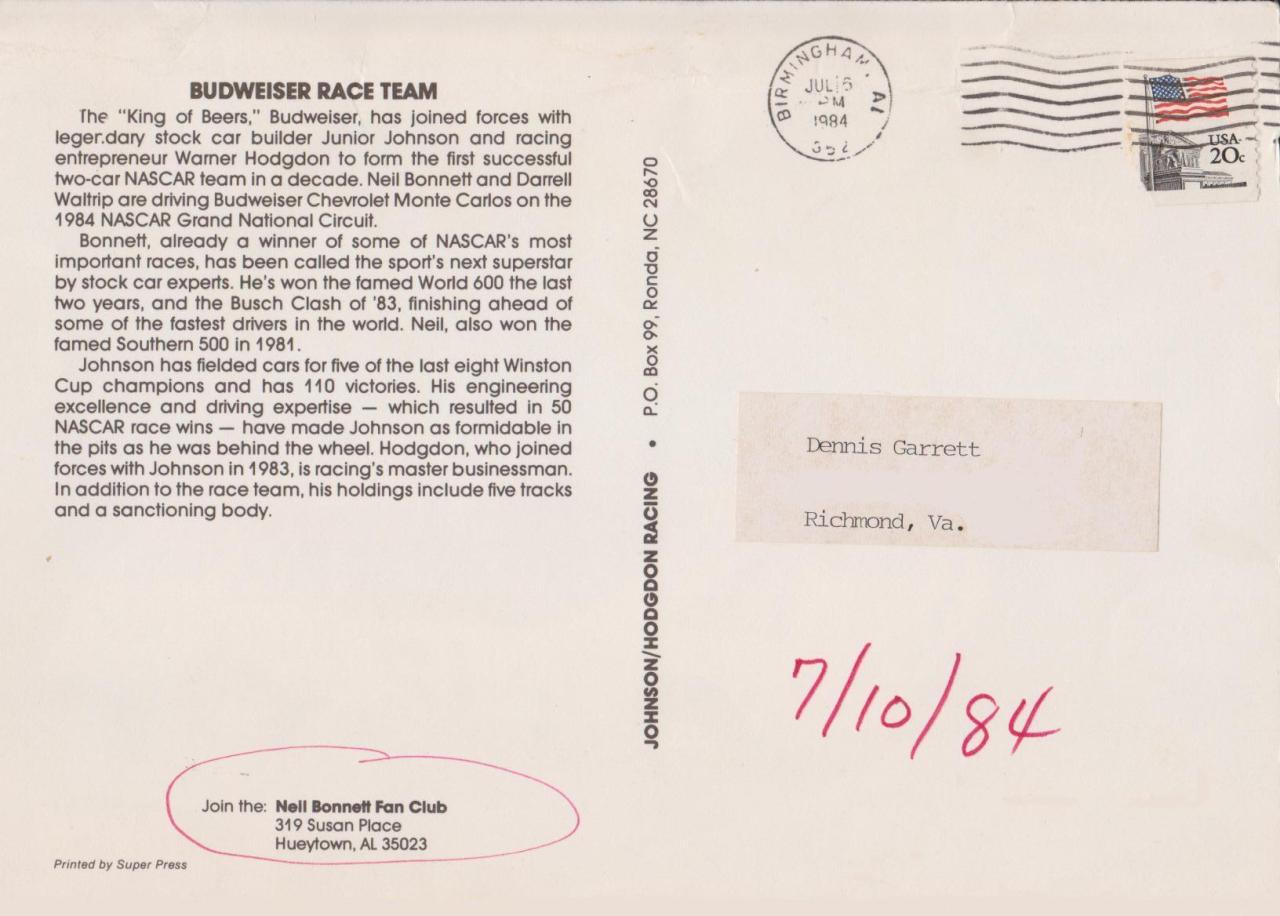 BUDWEISER RACE TEAM
The "King of Beers," Budweiser, has joined forces with
leger.dary stock car builder Junior Johnson and racing
entrepreneur Warner Hodgdon to form the first successful
two-car NASCAR team in a decade. Neil Bonnett and Darrell
Waltrip are driving Budweiser Chevrolet Monte Carlos on the
1984 NASCAR Grand National Circuit.
Bonnett, already a winner of some of NASCAR's most
important races, has been called the sport's next superstar
by stock car experts. He's won the famed World 600 the last
two years, and the Busch Clash of '83, finishing ahead of
some of the fastest drivers in the world. Neil, also won the
famed Southern 500 in 1981.
Johnson has fielded cars for five of the last eight Winston
Cup champions and has 110 victories. His engineering
excellence and driving expertise — which resulted in 50
NASCAR race wins — have made Johnson as formidable in
the pits as he was behind the wheel. Hodgdon, who joined
forces with Johnson in 1983, is racing's master businessman.
In addition to the race team, his holdings include five tracks
and a sanctioning body.
Join the: Neil Bonnett Fan Club
319 Susan Place
Hueytown, AL 35023
Printed by Super Press
JOHNSON/HODGDON RACING • P.O. Box 99, Ronda, NC 28670
BIRMINGHAM, AL
JUL 6
PM
1984
352
USA
20c
Dennis Garrett
Richmond, Va.
7/10/84